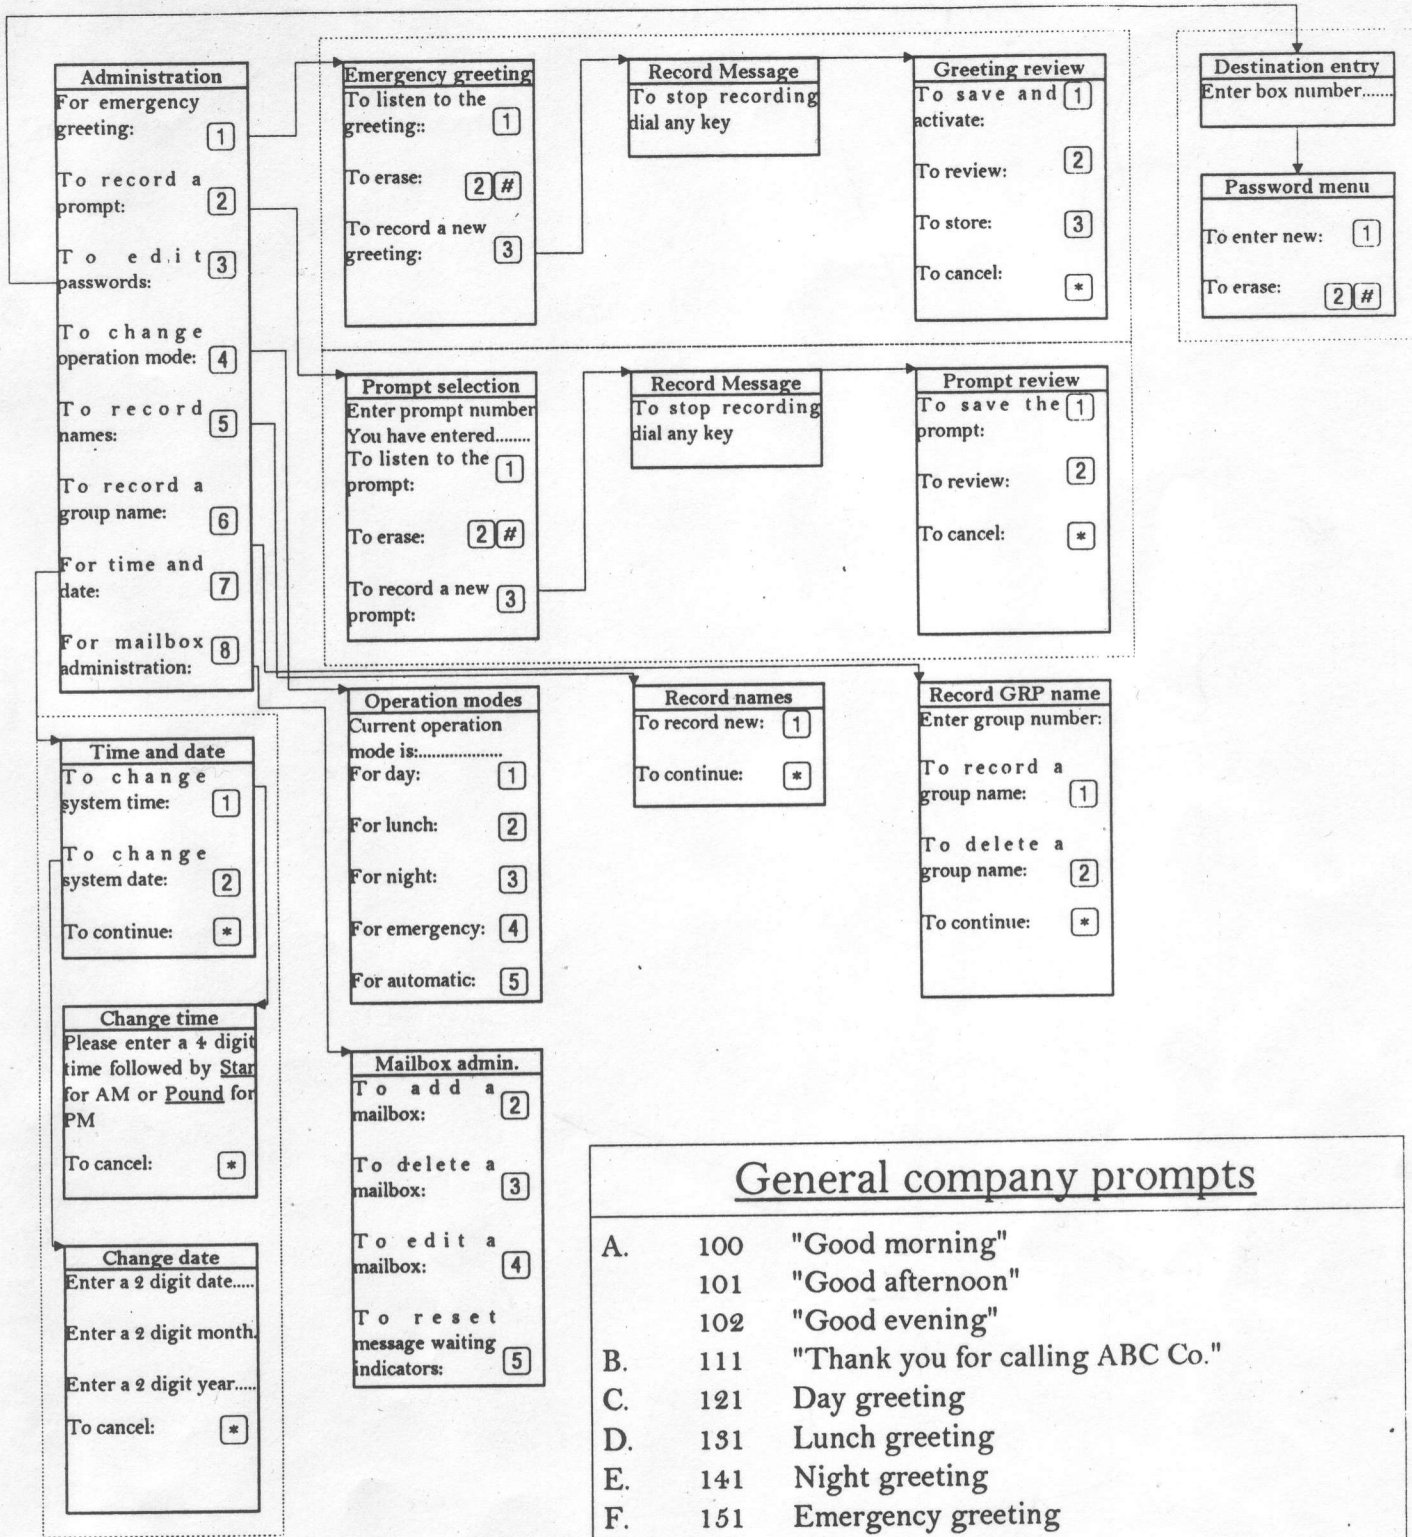 Administration
For emergency
greeting: 1
To record a
prompt: 2
To edit
passwords: 3
To change
operation mode: 4
To record
names: 5
To record a
group name: 6
For time and
date: 7
For mailbox
administration: 8
Emergency greeting
To listen to the
greeting:: 1
To erase: 2 #
To record a new
greeting: 3
Record Message
To stop recording
dial any key
Greeting review
To save and 1
activate:
To review: 2
To store: 3
To cancel: *
Destination entry
Enter box number.......
Password menu
To enter new: 1
To erase: 2 #
Prompt selection
Enter prompt number
You have entered........
To listen to the
prompt: 1
To erase: 2 #
To record a new
prompt: 3
Record Message
To stop recording
dial any key
Prompt review
To save the 1
prompt:
To review: 2
To cancel: *
Operation modes
Current operation
mode is:...................
For day: 1
For lunch: 2
For night: 3
For emergency: 4
For automatic: 5
Record names
To record new: 1
To continue: *
Record GRP name
Enter group number:
To record a
group name: 1
To delete a
group name: 2
To continue: *
Time and date
To change
system time: 1
To change
system date: 2
To continue: *
Change time
Please enter a 4 digit
time followed by Star
for AM or Pound for
PM
To cancel: *
Change date
Enter a 2 digit date.....
Enter a 2 digit month.
Enter a 2 digit year.....
To cancel: *
Mailbox admin.
To add a
mailbox: 2
To delete a
mailbox: 3
To edit a
mailbox: 4
To reset
message waiting
indicators: 5
General company prompts
A. 100 "Good morning"
101 "Good afternoon"
102 "Good evening"
B. 111 "Thank you for calling ABC Co."
C. 121 Day greeting
D. 131 Lunch greeting
E. 141 Night greeting
F. 151 Emergency greeting